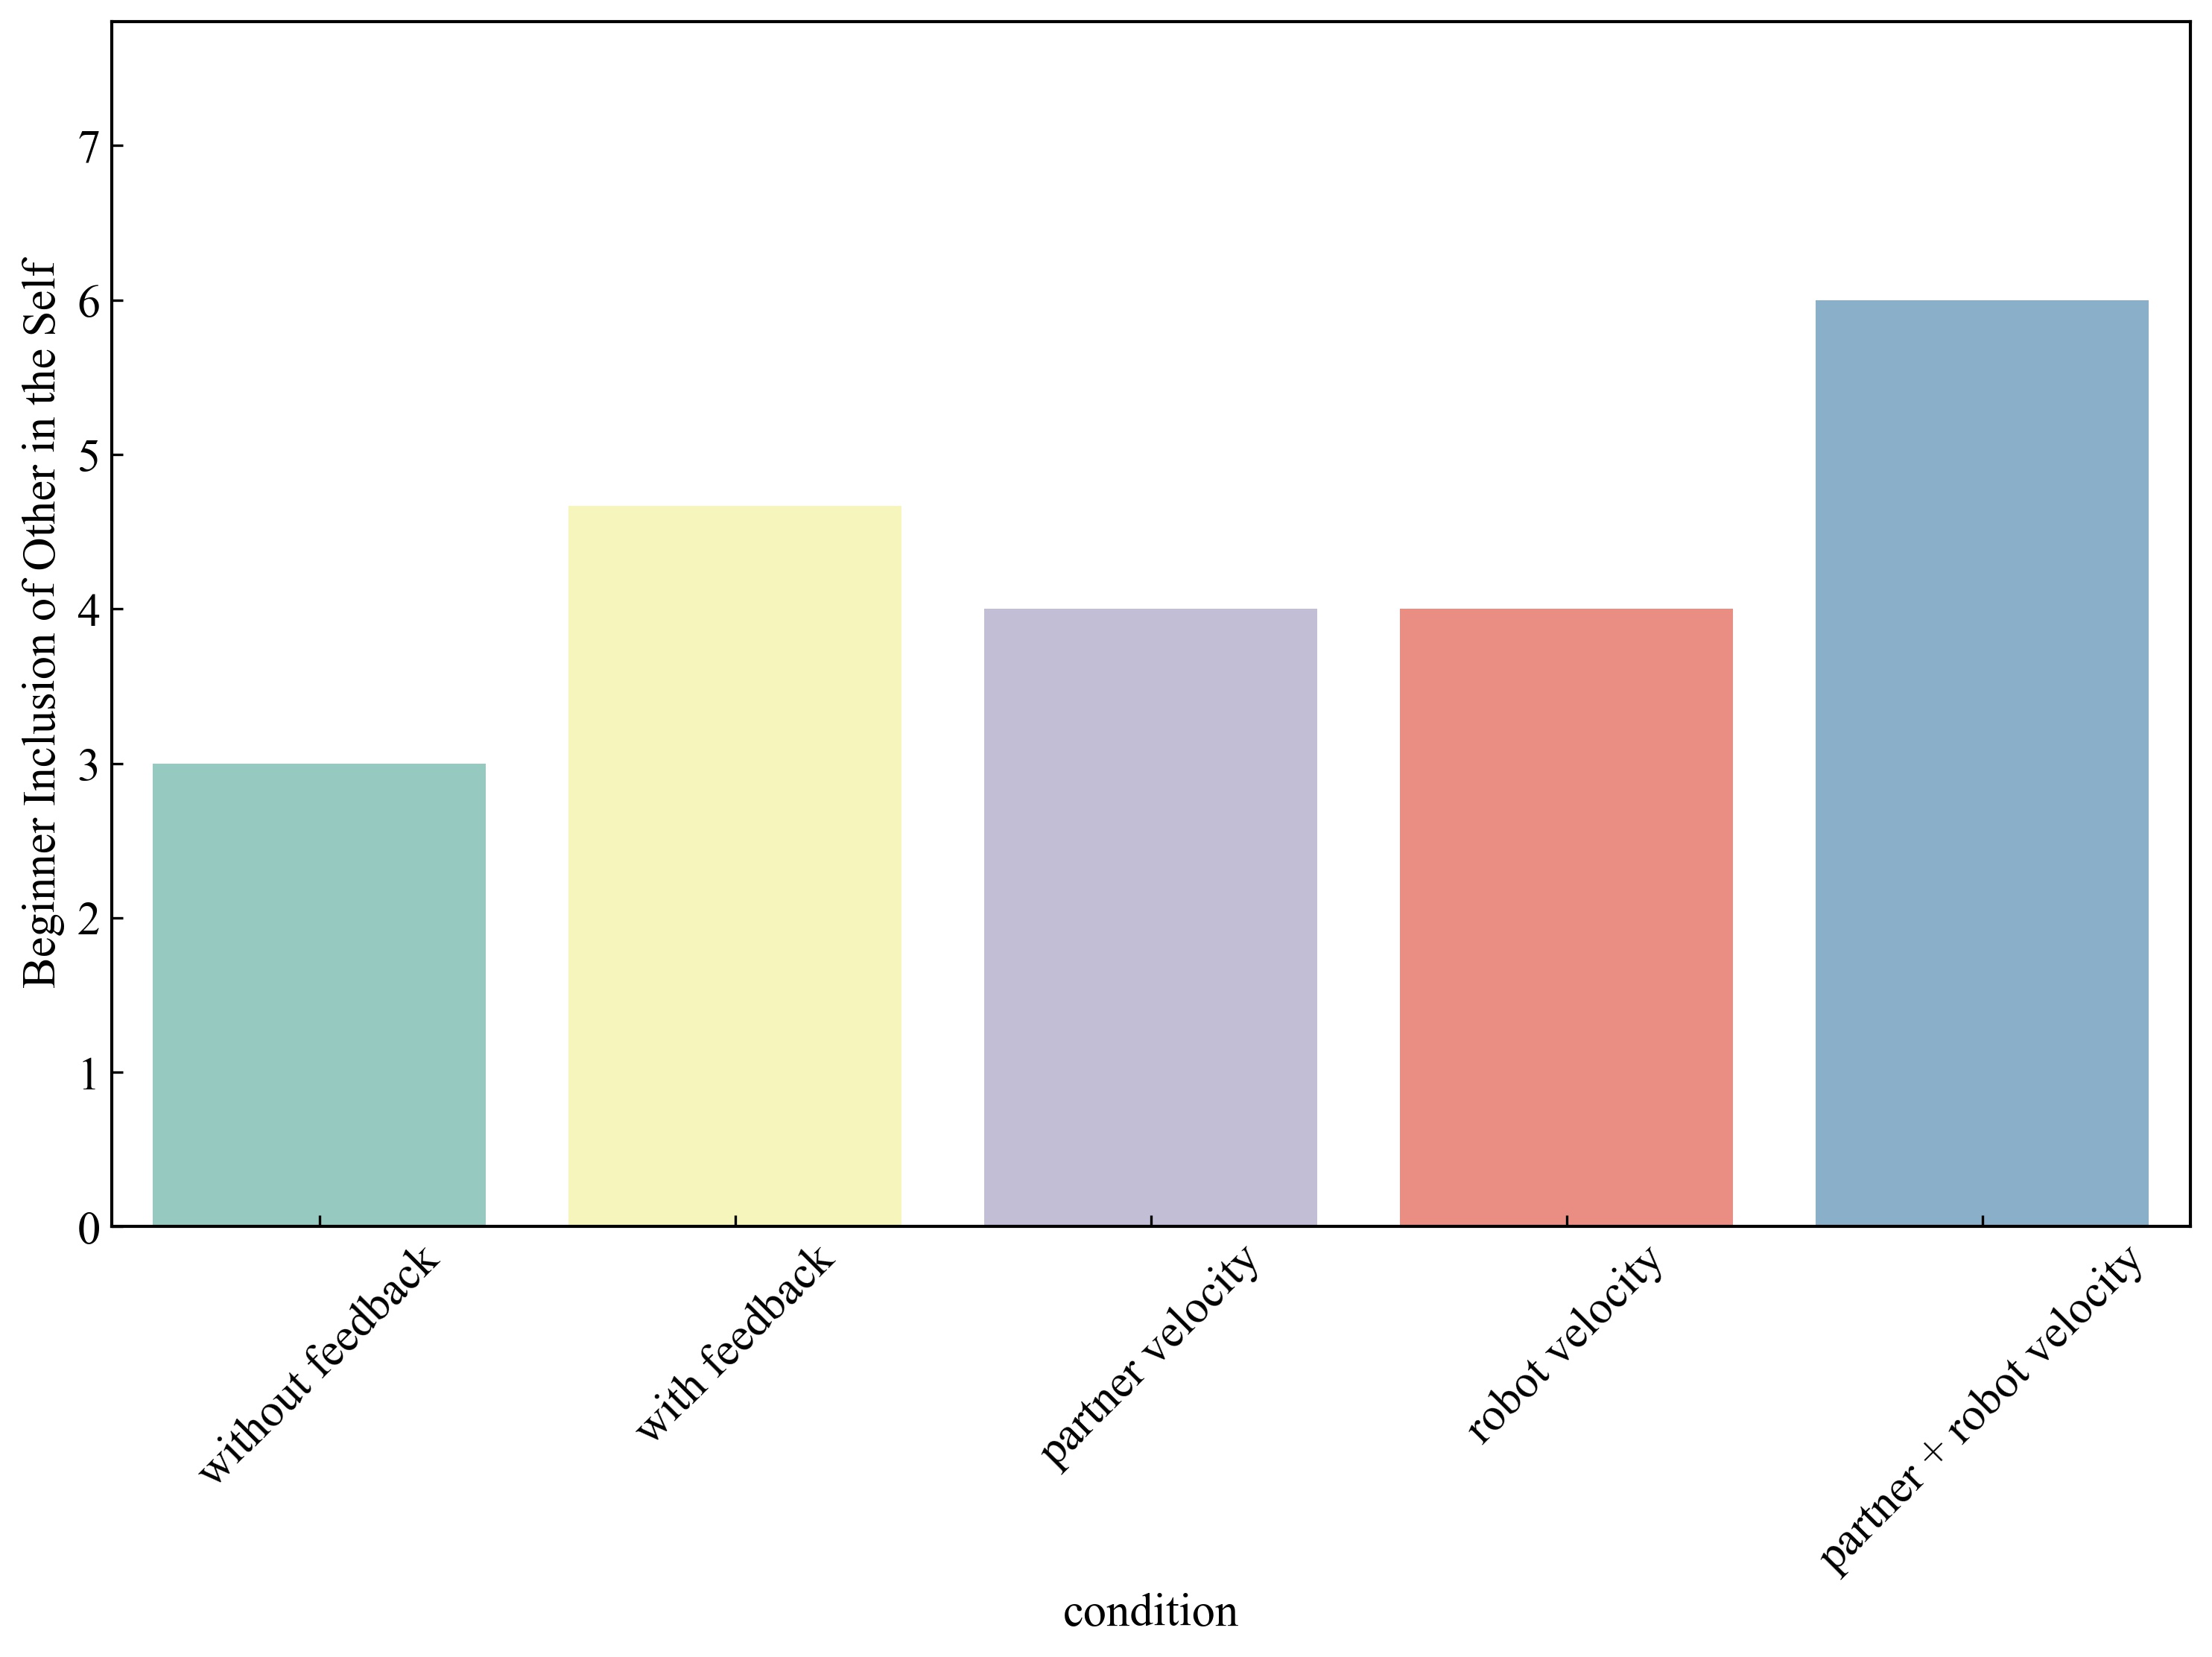 Beginner Inclusion of Other in the Self
7
6
5
4
3
2
1
0
without feedback
with feedback
partner velocity
robot velocity
partner + robot velocity
condition